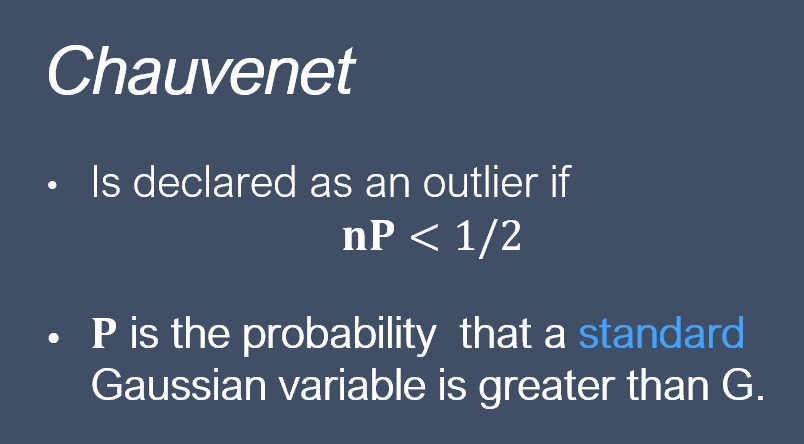 Chauvenet
• Is declared as an outlier if
nP < 1/2
• P is the probability  that a standard
Gaussian variable is greater than G.